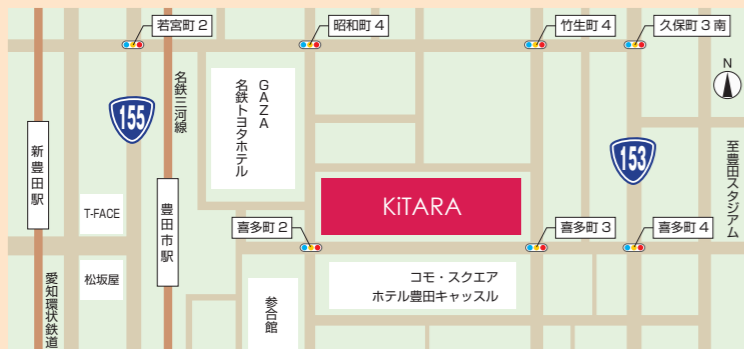 若宮町 2
昭和町 4
竹生町 4
久保町 3 南
N
155
名鉄三河線
GAZA
名鉄トヨタホテル
153
新豊田駅
至豊田スタジアム
T-FACE
豊田市駅
KiTARA
喜多町 2
喜多町 3
喜多町 4
松坂屋
愛知環状鉄道
参合館
コモ・スクエア
ホテル豊田キャッスル